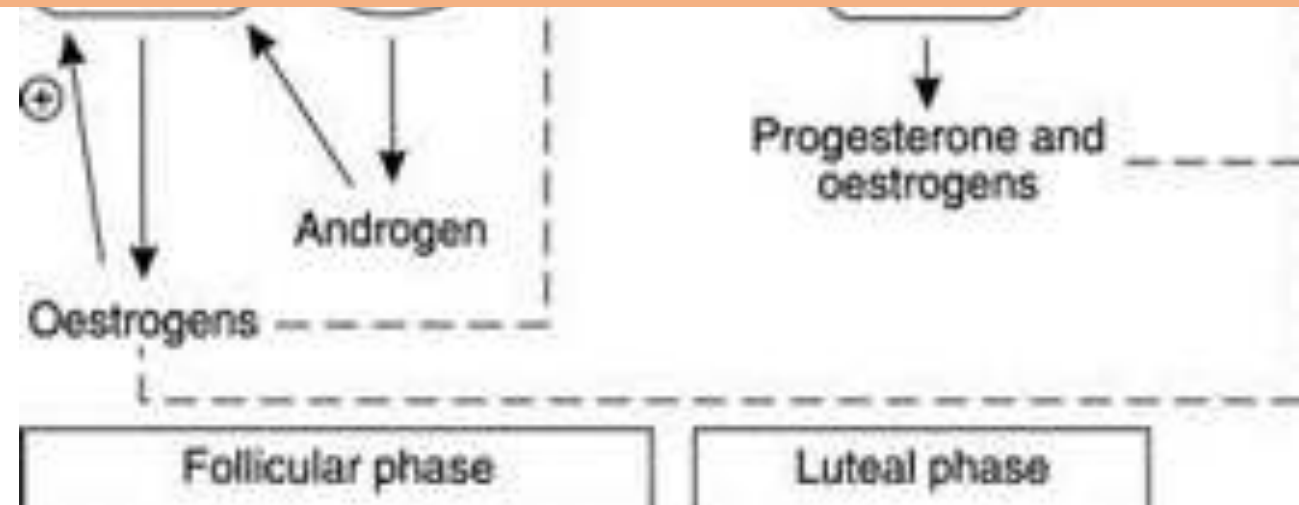 +
Progesterone and
oestrogens
Androgen
Oestrogens
Follicular phase
Luteal phase